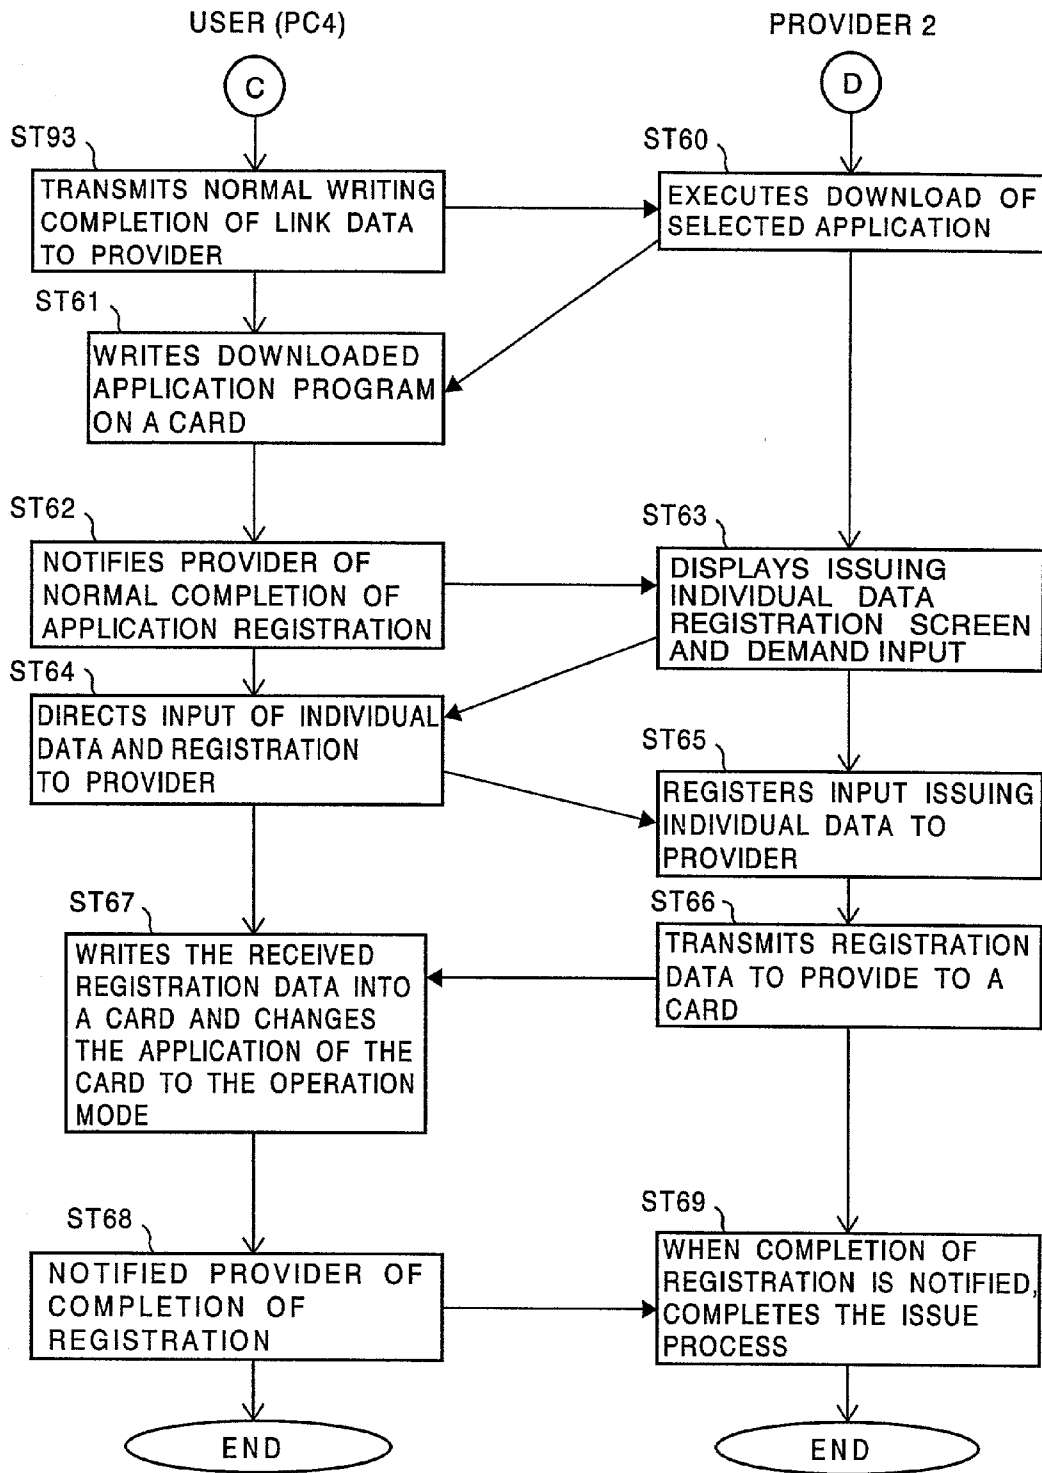 USER (PC4)
PROVIDER 2
C
D
ST93
TRANSMITS NORMAL WRITING
COMPLETION OF LINK DATA
TO PROVIDER
ST60
EXECUTES DOWNLOAD OF
SELECTED APPLICATION
ST61
WRITES DOWNLOADED
APPLICATION PROGRAM
ON A CARD
ST62
NOTIFIES PROVIDER OF
NORMAL COMPLETION OF
APPLICATION REGISTRATION
ST63
DISPLAYS ISSUING
INDIVIDUAL DATA
REGISTRATION SCREEN
AND DEMAND INPUT
ST64
DIRECTS INPUT OF INDIVIDUAL
DATA AND REGISTRATION
TO PROVIDER
ST65
REGISTERS INPUT ISSUING
INDIVIDUAL DATA TO
PROVIDER
ST66
TRANSMITS REGISTRATION
DATA TO PROVIDE TO A
CARD
ST67
WRITES THE RECEIVED
REGISTRATION DATA INTO
A CARD AND CHANGES
THE APPLICATION OF THE
CARD TO THE OPERATION
MODE
ST68
NOTIFIED PROVIDER OF
COMPLETION OF
REGISTRATION
ST69
WHEN COMPLETION OF
REGISTRATION IS NOTIFIED,
COMPLETES THE ISSUE
PROCESS
END
END